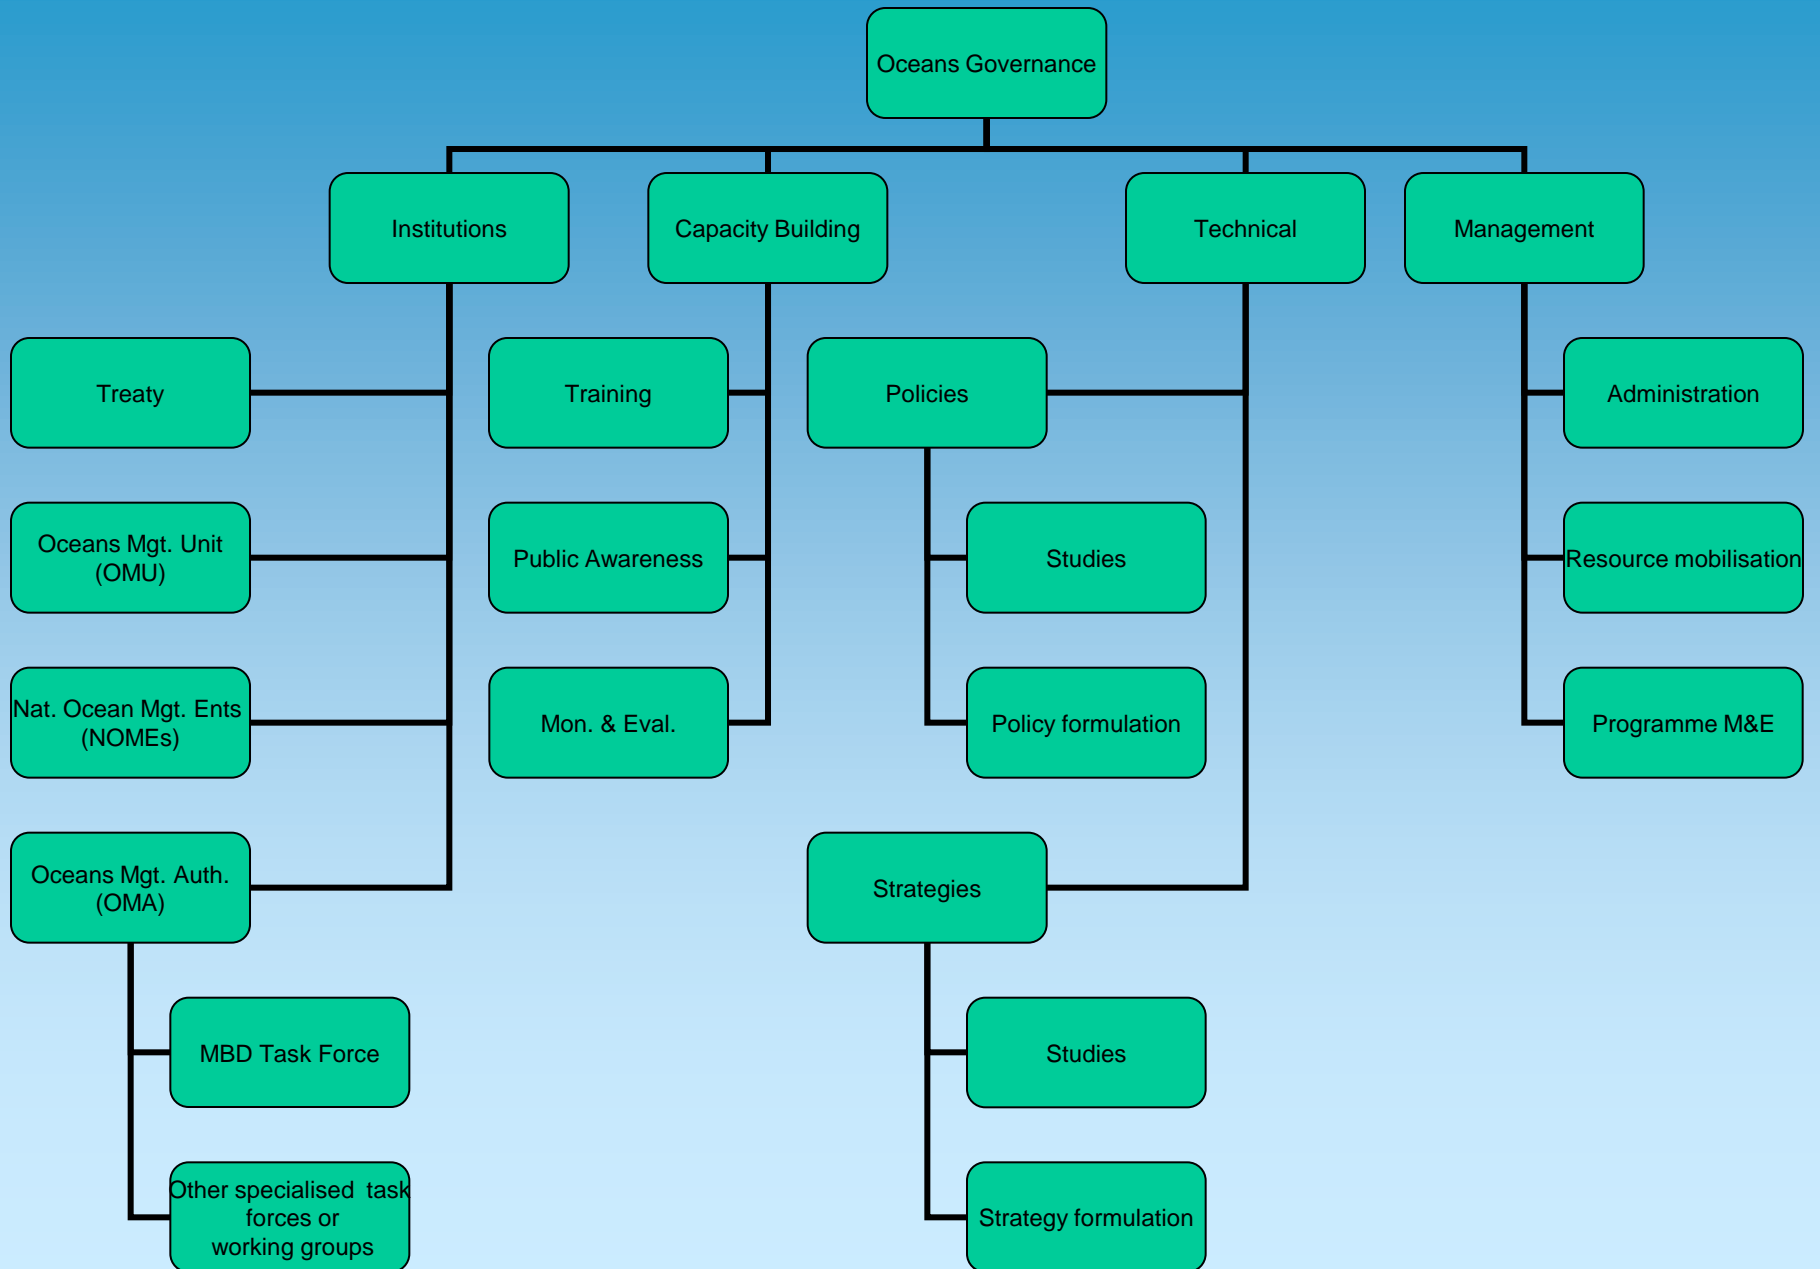 Oceans Governance
Institutions
Capacity Building
Technical
Management
Treaty
Training
Policies
Administration
Oceans Mgt. Unit
(OMU)
Public Awareness
Studies
Resource mobilisation
Nat. Ocean Mgt. Ents
(NOMEs)
Mon. & Eval.
Policy formulation
Programme M&E
Oceans Mgt. Auth.
(OMA)
Strategies
MBD Task Force
Studies
Other specialised task
forces or
working groups
Strategy formulation